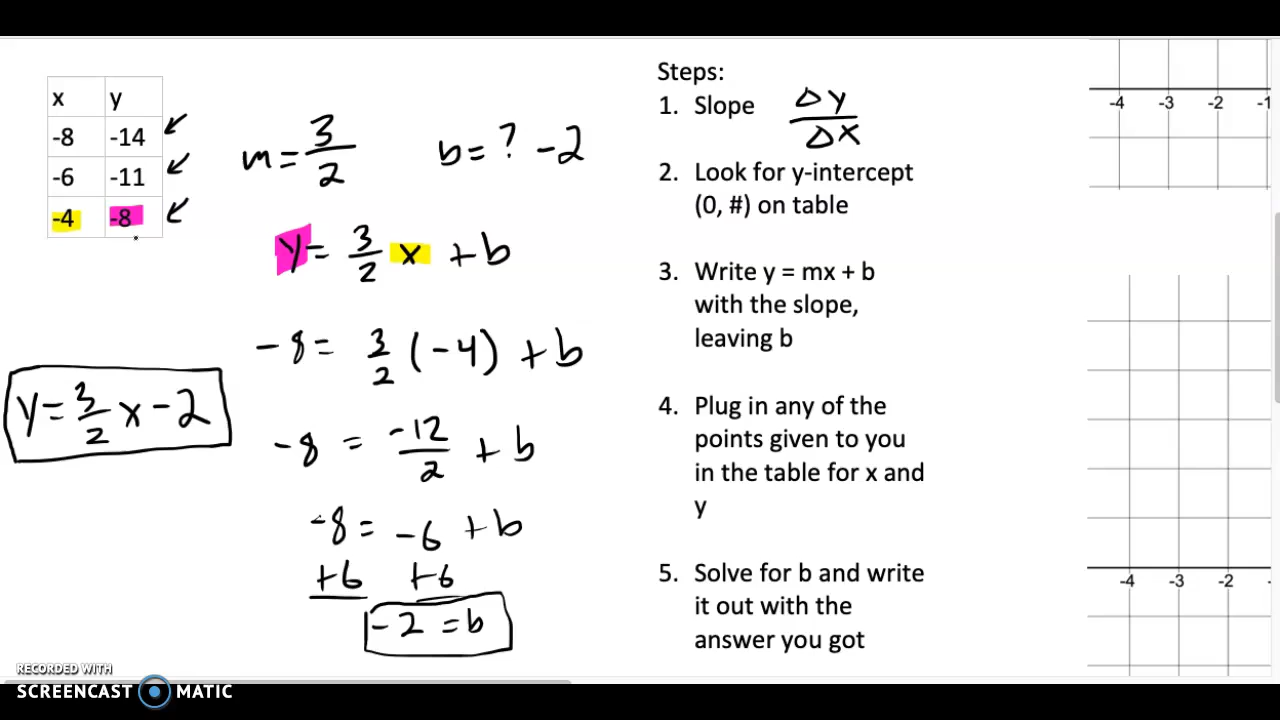 x y
-8 -14
-6 -11
-4 -8
m = 3/2 b = ? -2
y = 3/2 x + b
-8 = 3/2 (-4) + b
-8 = -12/2 + b
-8 = -6 + b
+6 +6
-2 = b
y = 3/2 x - 2
Steps:
1. Slope Δy/Δx
2. Look for y-intercept
(0, #) on table
3. Write y = mx + b
with the slope,
leaving b
4. Plug in any of the
points given to you
in the table for x and
y
5. Solve for b and write
it out with the
answer you got
-4 -3 -2 -1
-4 -3 -2
RECORDED WITH
SCREENCAST MATIC